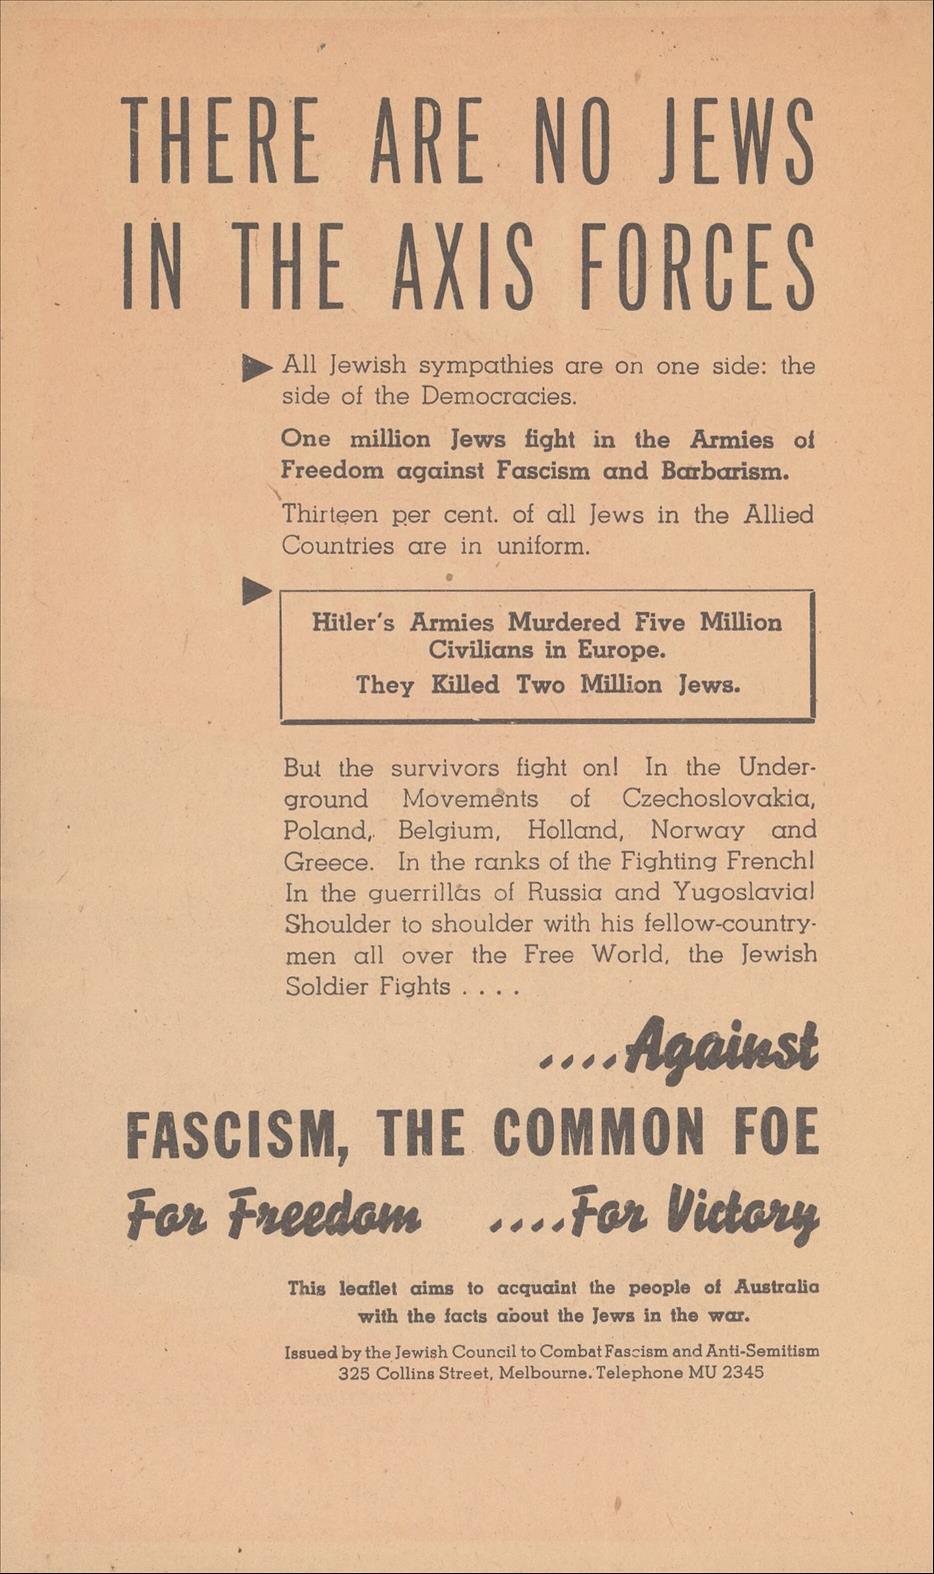 THERE ARE NO JEWS
IN THE AXIS FORCES
All Jewish sympathies are on one side: the
side of the Democracies.
One million Jews fight in the Armies of
Freedom against Fascism and Barbarism.
Thirteen per cent. of all Jews in the Allied
Countries are in uniform.
Hitler's Armies Murdered Five Million
Civilians in Europe.
They Killed Two Million Jews.
But the survivors fight on! In the Under-
ground Movements of Czechoslovakia,
Poland, Belgium, Holland, Norway and
Greece. In the ranks of the Fighting French!
In the guerrillas of Russia and Yugoslavia!
Shoulder to shoulder with his fellow-country-
men all over the Free World, the Jewish
Soldier Fights . . . .
....Against
FASCISM, THE COMMON FOE
For Freedom ....For Victory
This leaflet aims to acquaint the people of Australia
with the facts about the Jews in the war.
Issued by the Jewish Council to Combat Fascism and Anti-Semitism
325 Collins Street, Melbourne. Telephone MU 2345